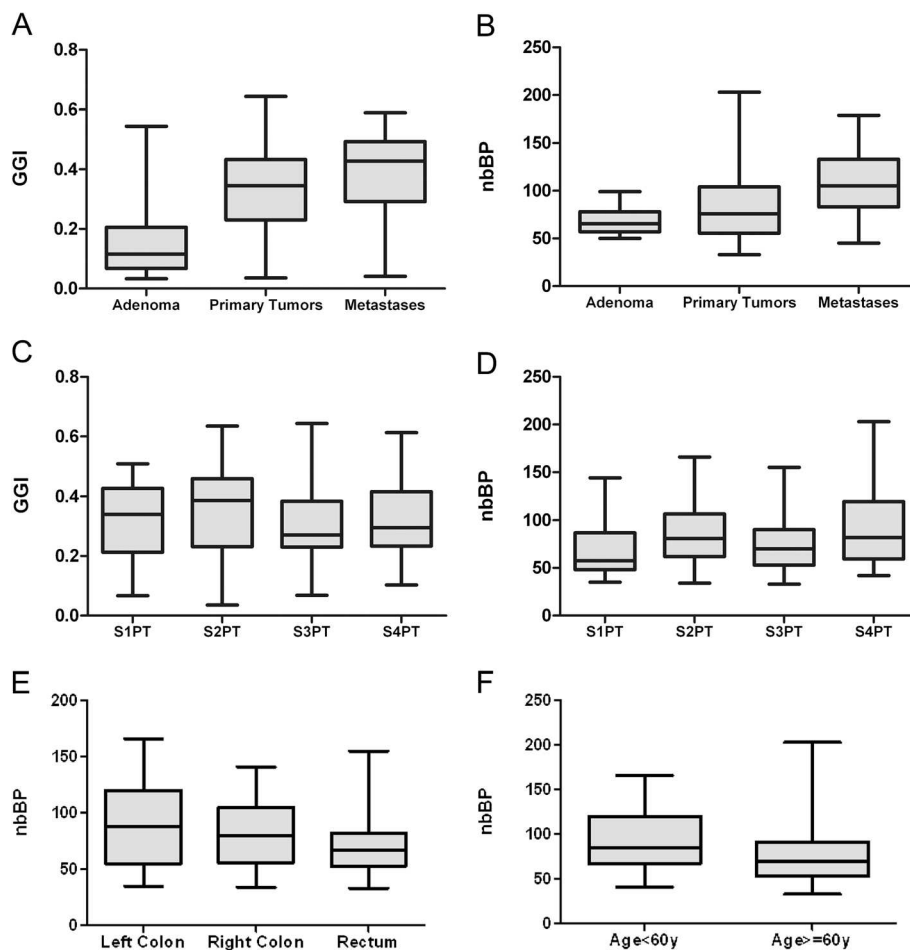 A
GGI
0.8
0.6
0.4
0.2
0.0
Adenoma Primary Tumors Metastases
B
nbBP
250
200
150
100
50
0
Adenoma Primary Tumors Metastases
C
GGI
0.8
0.6
0.4
0.2
0.0
S1PT S2PT S3PT S4PT
D
nbBP
250
200
150
100
50
0
S1PT S2PT S3PT S4PT
E
nbBP
200
150
100
50
0
Left Colon Right Colon Rectum
F
nbBP
250
200
150
100
50
0
Age<60y Age>=60y